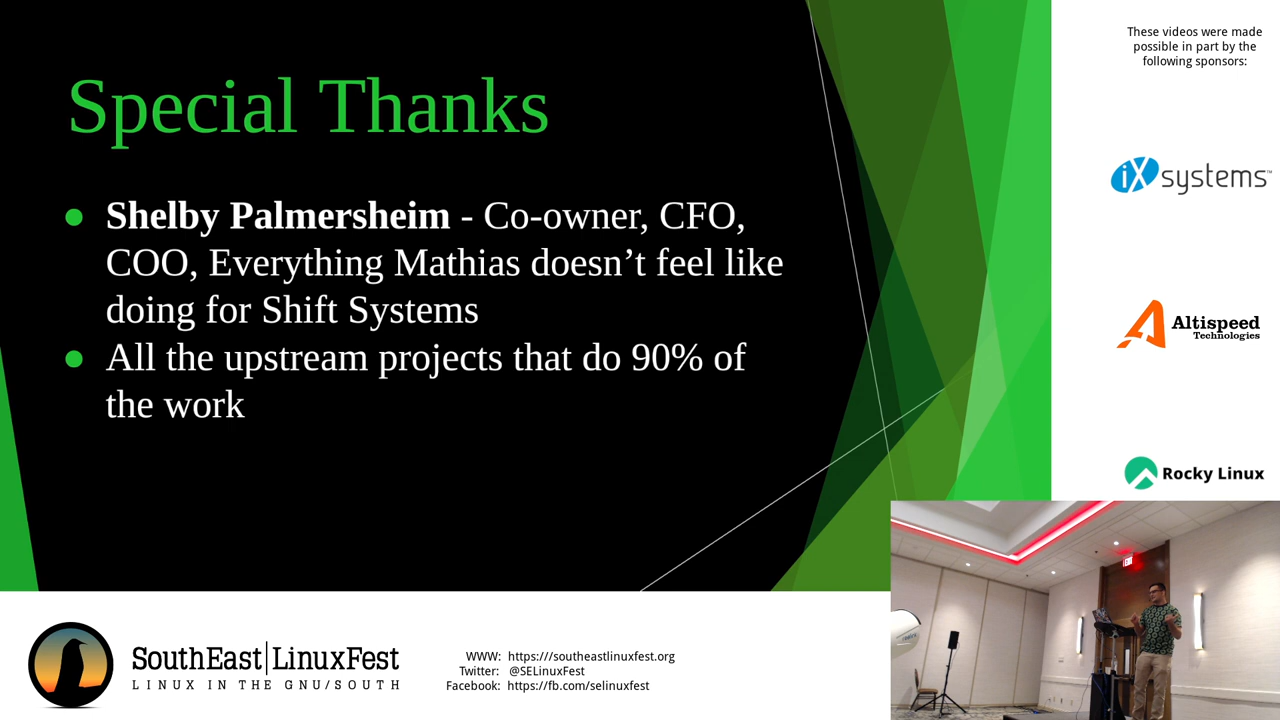 Special Thanks
● Shelby Palmersheim - Co-owner, CFO,
COO, Everything Mathias doesn’t feel like
doing for Shift Systems
● All the upstream projects that do 90% of
the work
These videos were made
possible in part by the
following sponsors:
iXsystems™
Altispeed
Technologies
Rocky Linux
EXIT
SouthEast|LinuxFest
LINUX IN THE GNU/SOUTH
WWW: https:///southeastlinuxfest.org
Twitter: @SELinuxFest
Facebook: https://fb.com/selinuxfest